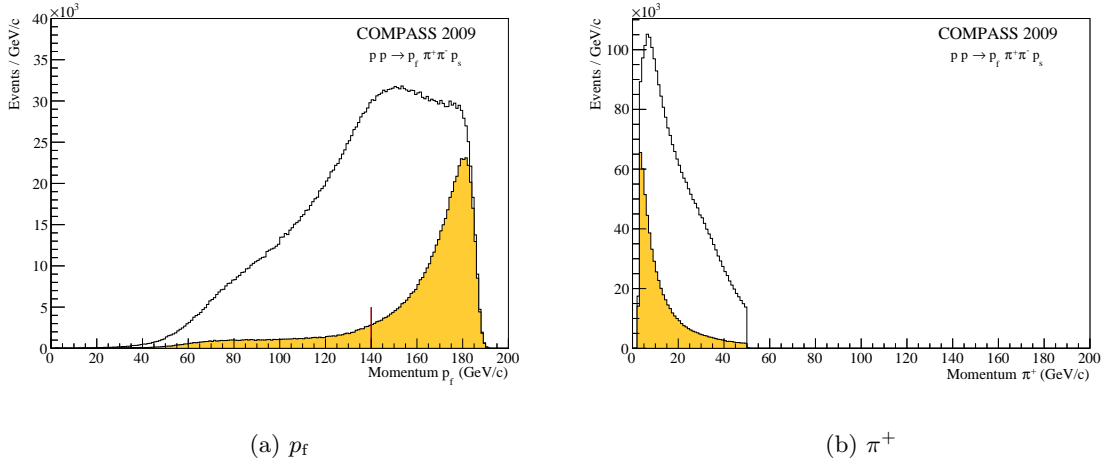 ×10³
40
35
30
25
20
15
10
5
0
Events / GeV/c
COMPASS 2009
p p → p_f π⁺π⁻ p_s
0 20 40 60 80 100 120 140 160 180 200
Momentum p_f (GeV/c)
(a) p_f
×10³
100
80
60
40
20
0
Events / GeV/c
COMPASS 2009
p p → p_f π⁺π⁻ p_s
0 20 40 60 80 100 120 140 160 180 200
Momentum π⁺ (GeV/c)
(b) π⁺